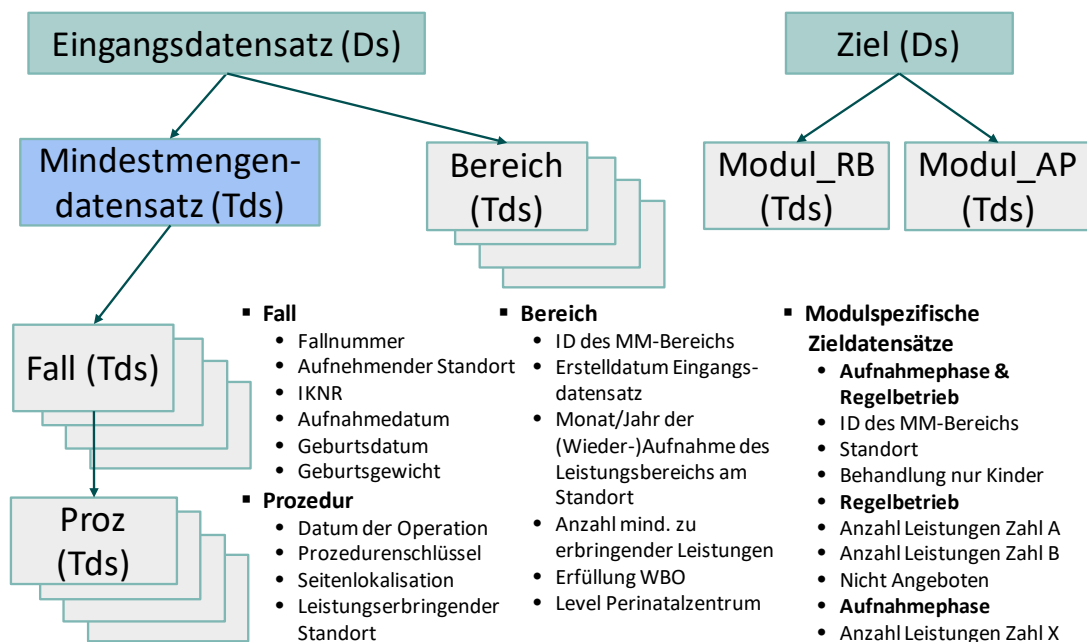 Eingangsdatensatz (Ds)
Ziel (Ds)
Mindestmengen-
datensatz (Tds)
Bereich
(Tds)
Modul_RB
(Tds)
Modul_AP
(Tds)
Fall (Tds)
Proz
(Tds)
▪ Fall
• Fallnummer
• Aufnehmender Standort
• IKNR
• Aufnahmedatum
• Geburtsdatum
• Geburtsgewicht
▪ Prozedur
• Datum der Operation
• Prozedurenschlüssel
• Seitenlokalisation
• Leistungserbringender
Standort
▪ Bereich
• ID des MM-Bereichs
• Erstelldatum Eingangs-
datensatz
• Monat/Jahr der
(Wieder-)Aufnahme des
Leistungsbereichs am
Standort
• Anzahl mind. zu
erbringender Leistungen
• Erfüllung WBO
• Level Perinatalzentrum
▪ Modulspezifische
Zieldatensätze
• Aufnahmephase &
Regelbetrieb
• ID des MM-Bereichs
• Standort
• Behandlung nur Kinder
• Regelbetrieb
• Anzahl Leistungen Zahl A
• Anzahl Leistungen Zahl B
• Nicht Angeboten
• Aufnahmephase
• Anzahl Leistungen Zahl X